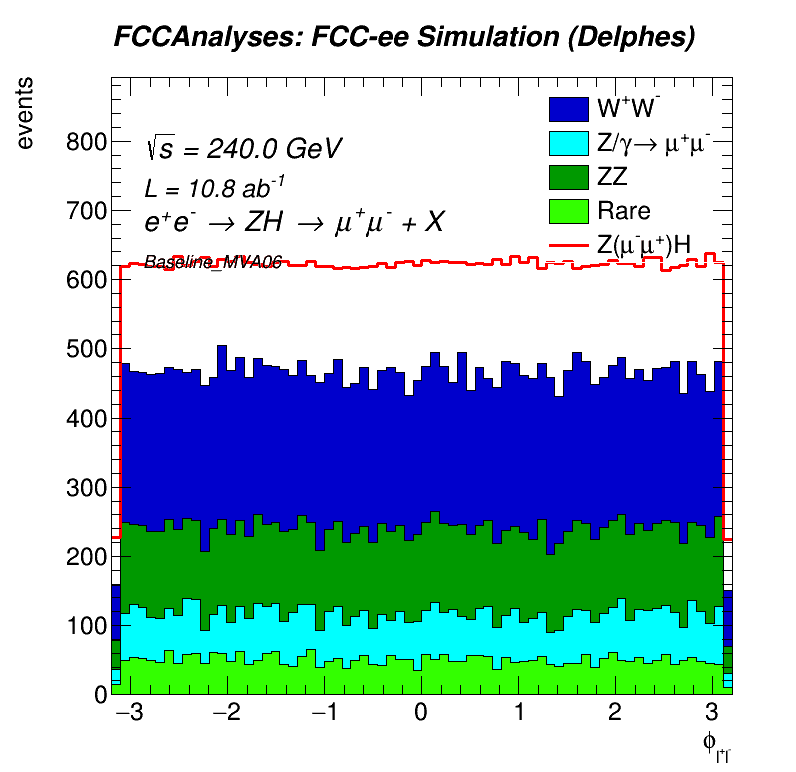 FCCAnalyses: FCC-ee Simulation (Delphes)
events
√s = 240.0 GeV
L = 10.8 ab⁻¹
e⁺e⁻ → ZH → μ⁺μ⁻ + X
Baseline_MVA06
W⁺W⁻
Z/γ→ μ⁺μ⁻
ZZ
Rare
Z(μ⁻μ⁺)H
800
700
600
500
400
300
200
100
0
−3 −2 −1 0 1 2 3
ϕ_l⁺l⁻